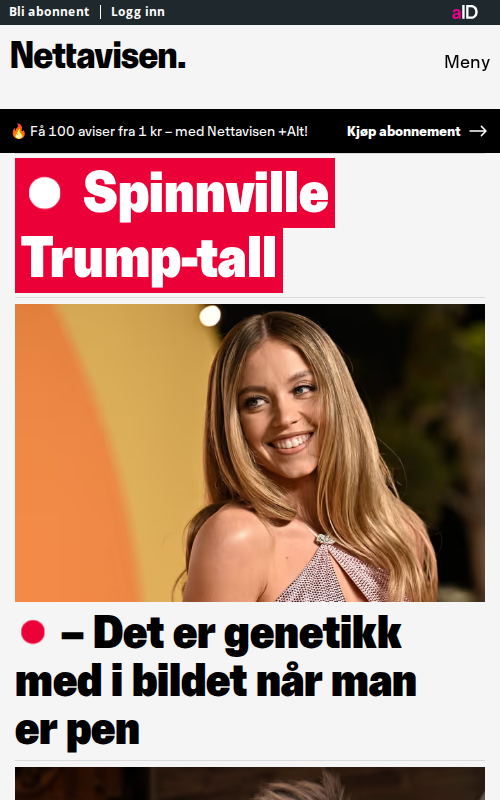 Bli abonnent | Logg inn
aID
Nettavisen.
Meny
🔥 Få 100 aviser fra 1 kr – med Nettavisen +Alt!
Kjøp abonnement →
Spinnville
Trump-tall
– Det er genetikk
med i bildet når man
er pen